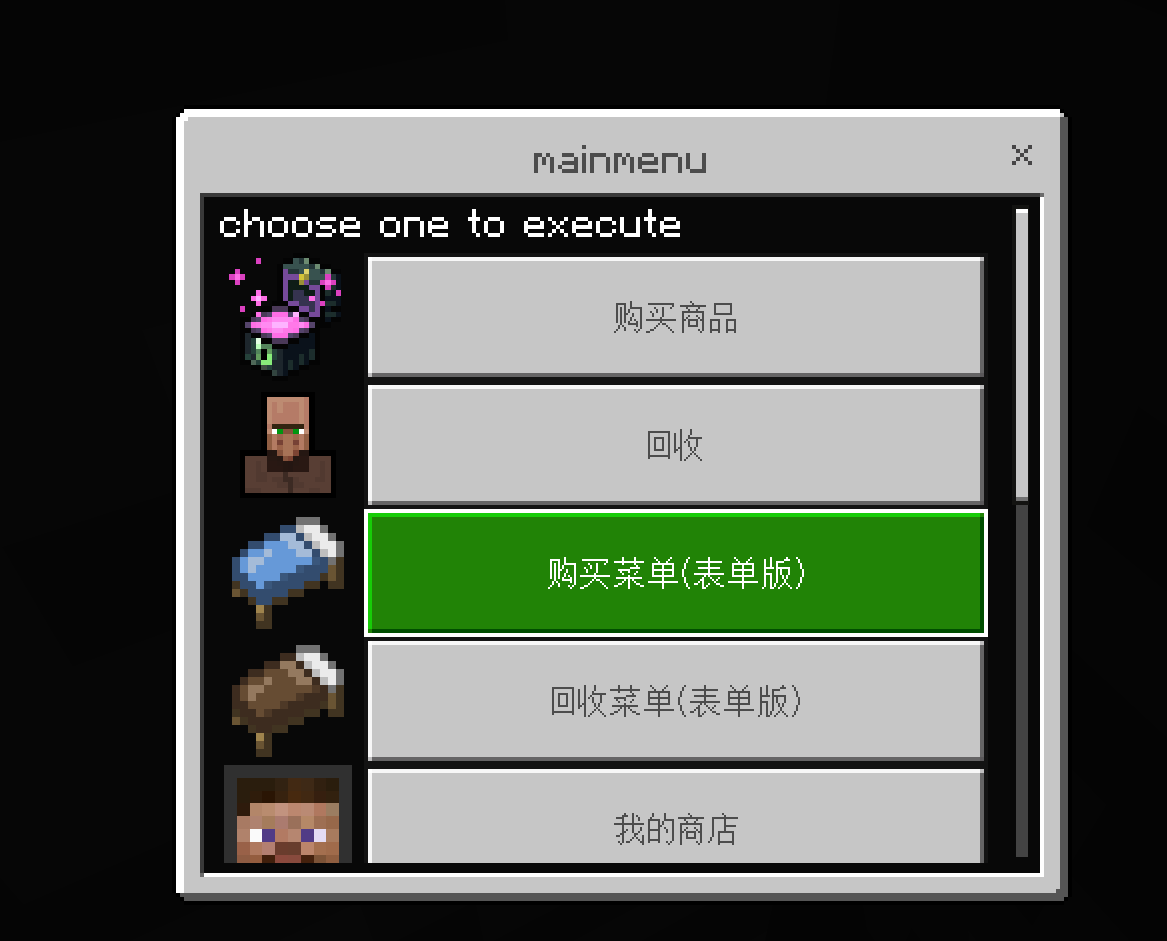 mainmenu
choose one to execute
购买商品
回收
购买菜单(表单版)
回收菜单(表单版)
我的商店